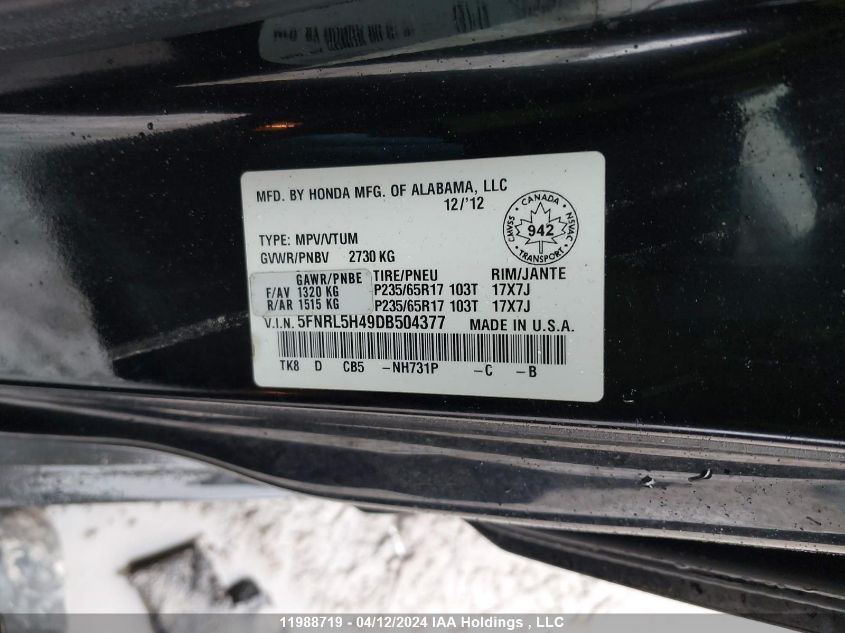 MFD. BY HONDA MFG. OF ALABAMA, LLC
12/'12
CANADA
CMVSS 942 NSVAC
TRANSPORT
TYPE: MPV/VTUM
GVWR/PNBV 2730 KG
GAWR/PNBE TIRE/PNEU RIM/JANTE
F/AV 1320 KG P235/65R17 103T 17X7J
R/AR 1515 KG P235/65R17 103T 17X7J
V.I.N. 5FNRL5H49DB504377 MADE IN U.S.A.
TK8 D CB5 -NH731P -C -B
11988719 - 04/12/2024 IAA Holdings , LLC